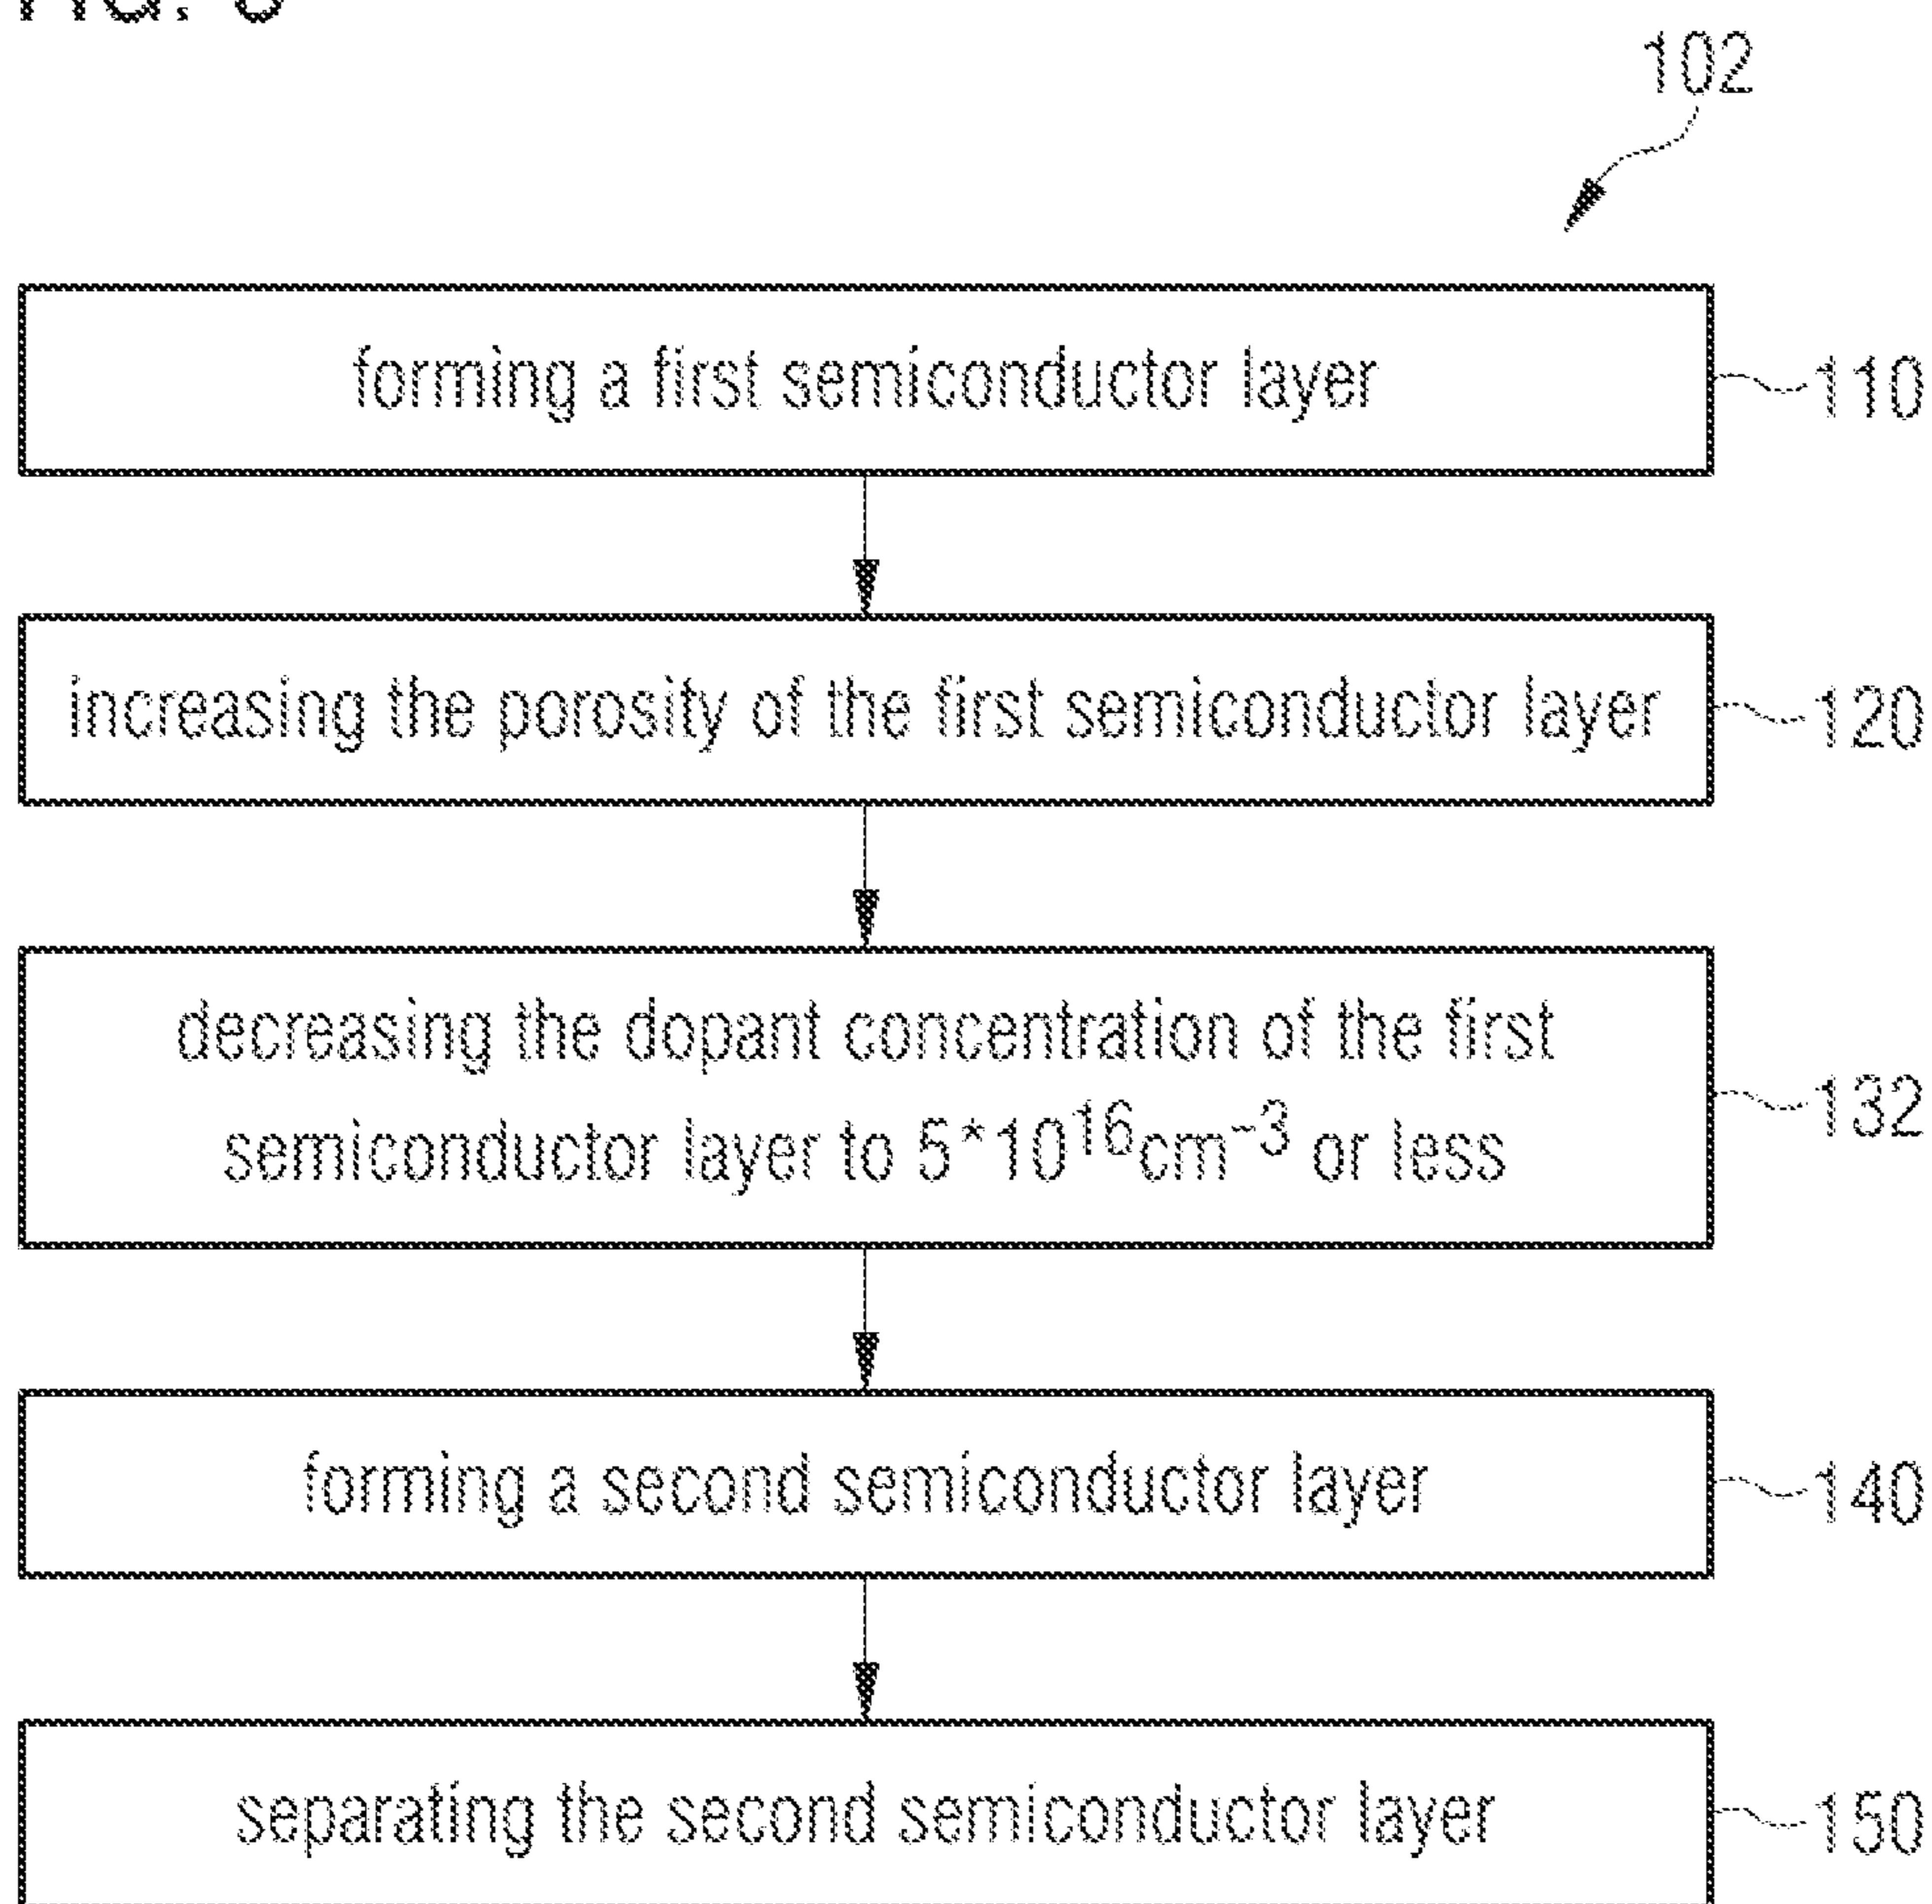 102
forming a first semiconductor layer
110
increasing the porosity of the first semiconductor layer
120
decreasing the dopant concentration of the first
semiconductor layer to 5*10¹⁶cm⁻³ or less
132
forming a second semiconductor layer
140
separating the second semiconductor layer
150